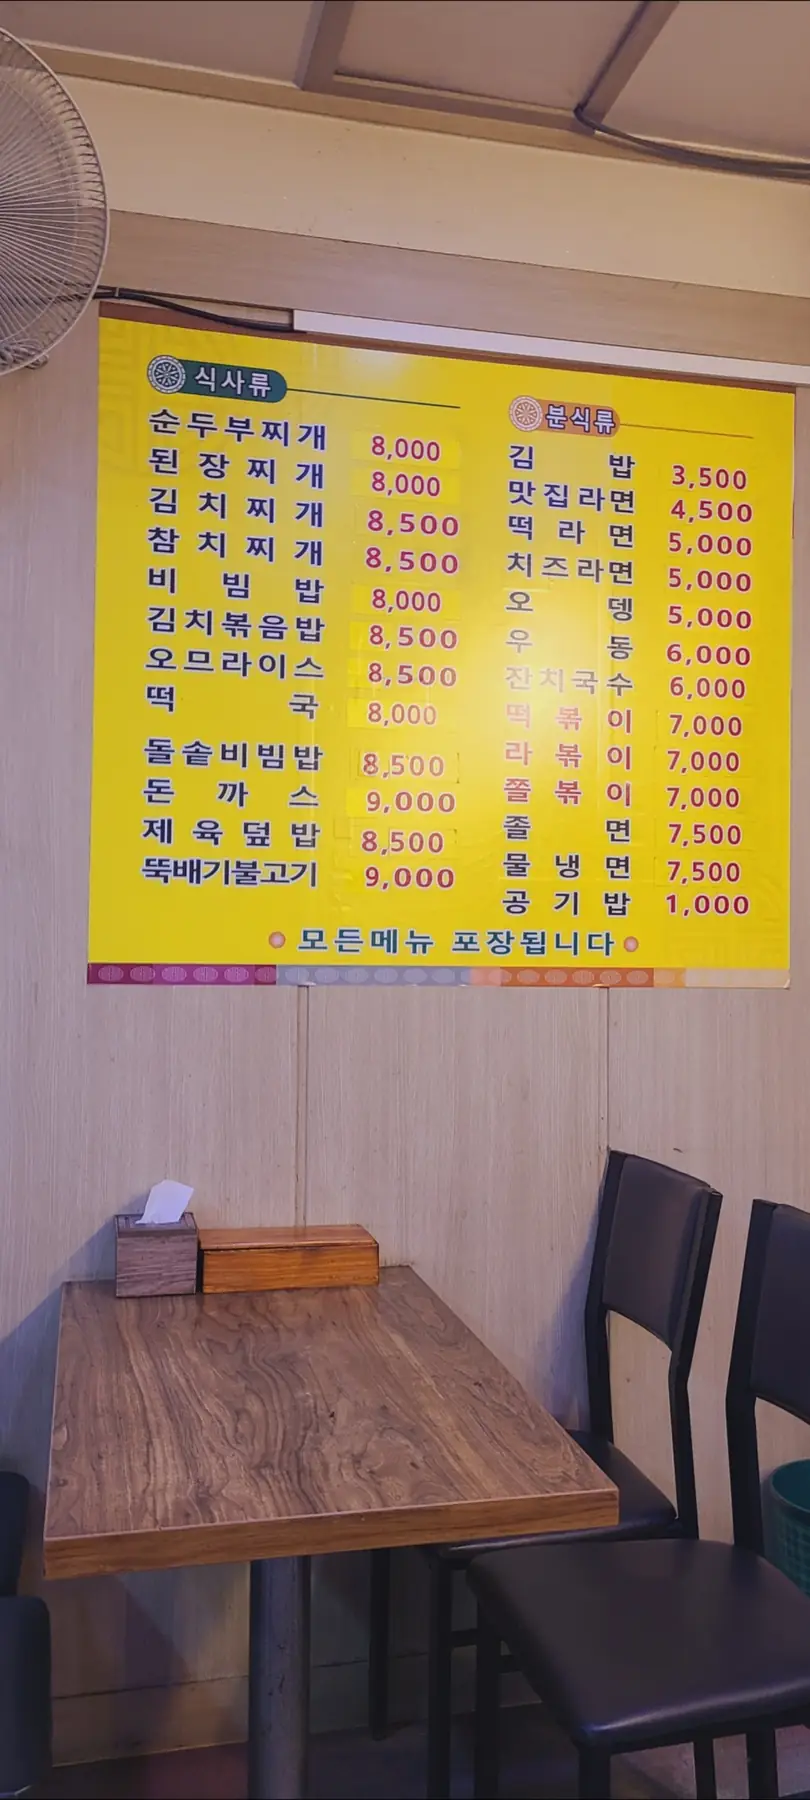 식사류
순두부찌개 8,000
된장찌개 8,000
김치찌개 8,500
참치찌개 8,500
비빔밥 8,000
김치볶음밥 8,500
오므라이스 8,500
떡국 8,000
돌솥비빔밥 8,500
돈까스 9,000
제육덮밥 8,500
뚝배기불고기 9,000
분식류
김밥 3,500
맛집라면 4,500
떡라면 5,000
치즈라면 5,000
오뎅 5,000
우동 6,000
잔치국수 6,000
떡볶이 7,000
라볶이 7,000
쫄볶이 7,000
졸면 7,500
물냉면 7,500
공기밥 1,000
모든메뉴 포장됩니다